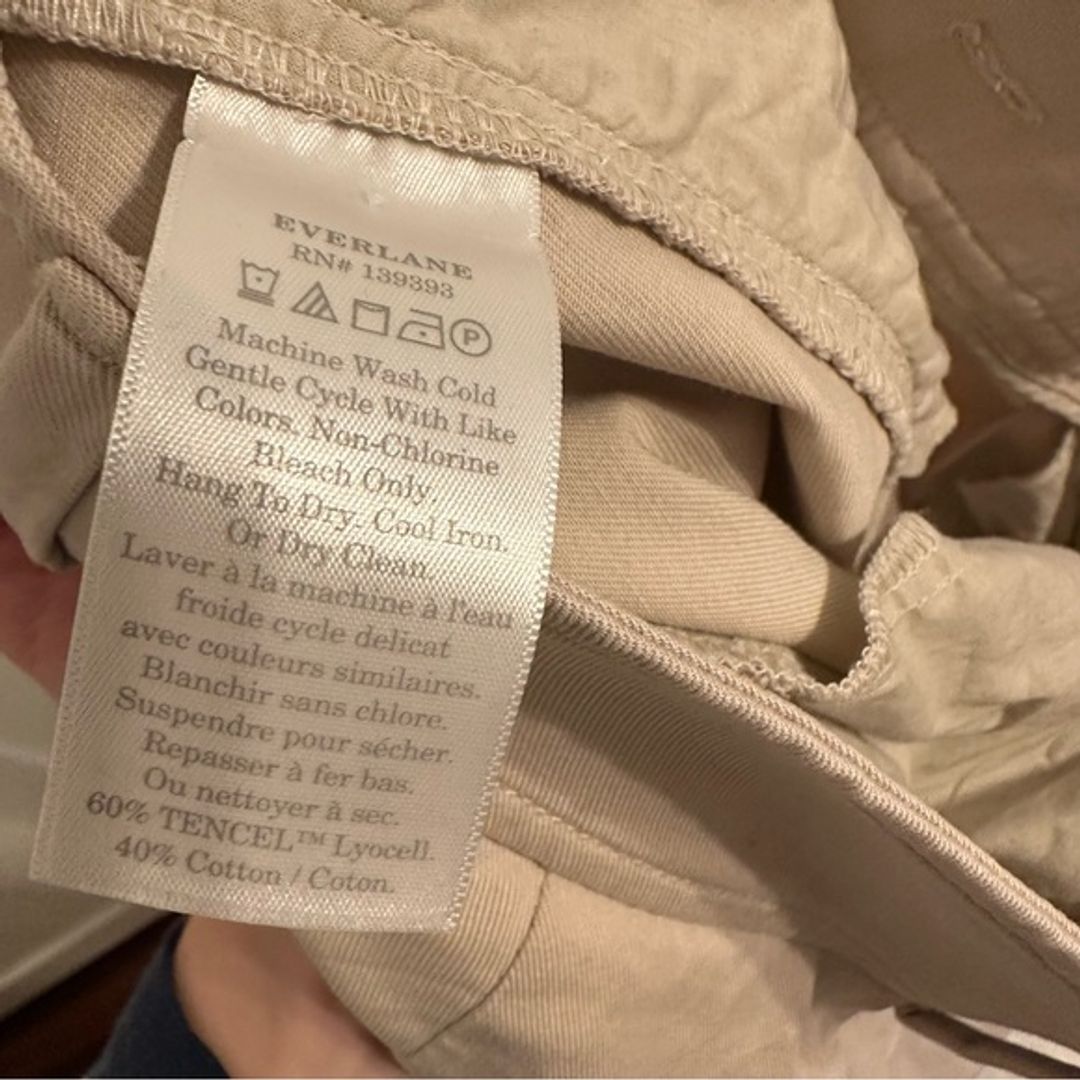 EVERLANE
RN# 139393
P
Machine Wash Cold
Gentle Cycle With Like
Colors. Non-Chlorine
Bleach Only.
Hang To Dry. Cool Iron.
Or Dry Clean.
Laver à la machine à l'eau
froide cycle delicat
avec couleurs similaires.
Blanchir sans chlore.
Suspendre pour sécher.
Repasser à fer bas.
Ou nettoyer à sec.
60% TENCEL™ Lyocell.
40% Cotton / Coton.